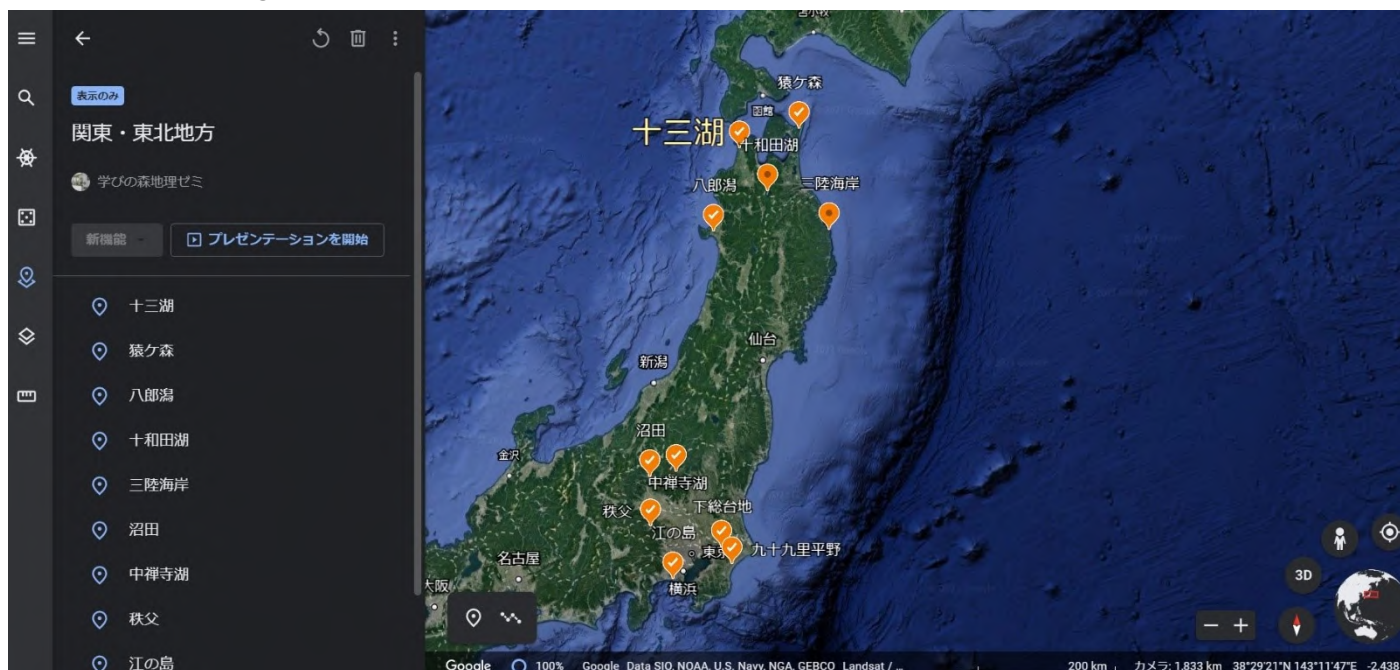 表示のみ
関東・東北地方
学びの森地理ゼミ
新機能
プレゼンテーションを開始
十三湖
猿ケ森
八郎潟
十和田湖
三陸海岸
沼田
中禅寺湖
秩父
江の島
猿ケ森
函館
十三湖
十和田湖
八郎潟
三陸海岸
仙台
新潟
沼田
金沢
中禅寺湖
秩父
下総台地
江の島
東京
九十九里平野
名古屋
横浜
大阪
3D
Google
100%
Google Data SIO, NOAA, U.S. Navy, NGA, GEBCO Landsat / ...
200 km
カメラ: 1,833 km
38°29'21"N 143°11'47"E